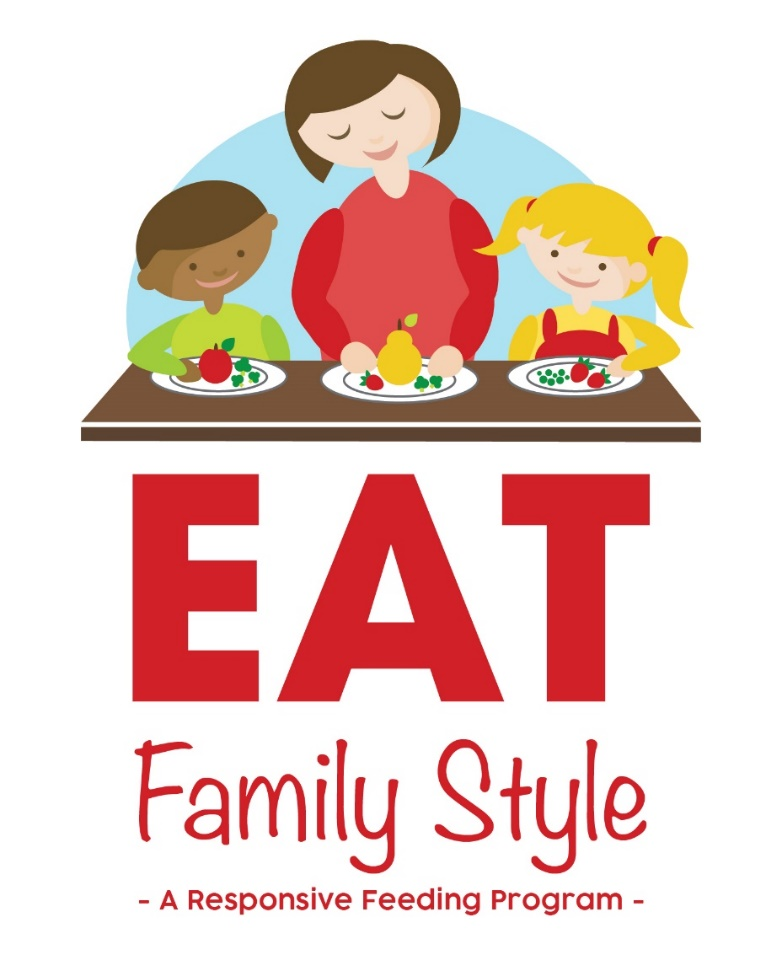 EAT
Family Style
- A Responsive Feeding Program -